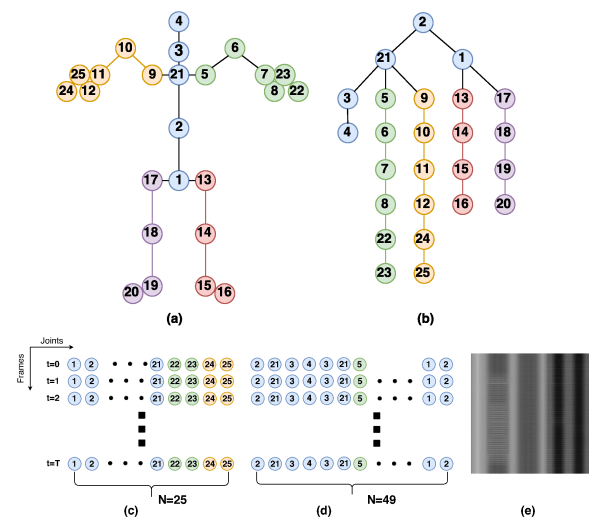 4
3
10
6
25 11 9 21 5 7 23
24 12 8 22
2
17 1 13
18 14
20 19 15 16
(a)
2
21 1
3 5 9 13 17
4 6 10 14 18
7 11 15 19
8 12 16 20
22 24
23 25
(b)
Joints
Frames
t=0 1 2 • • • 21 22 23 24 25
t=1 1 2 • • • 21 22 23 24 25
t=2 1 2 • • • 21 22 23 24 25
t=T 1 2 • • • 21 22 23 24 25
N=25
(c)
2 21 3 4 3 21 5 1 2
2 21 3 4 3 21 5 • • • 1 2
2 21 3 4 3 21 5 • • • 1 2
2 21 3 4 3 21 5 • • • 1 2
N=49
(d)
(e)